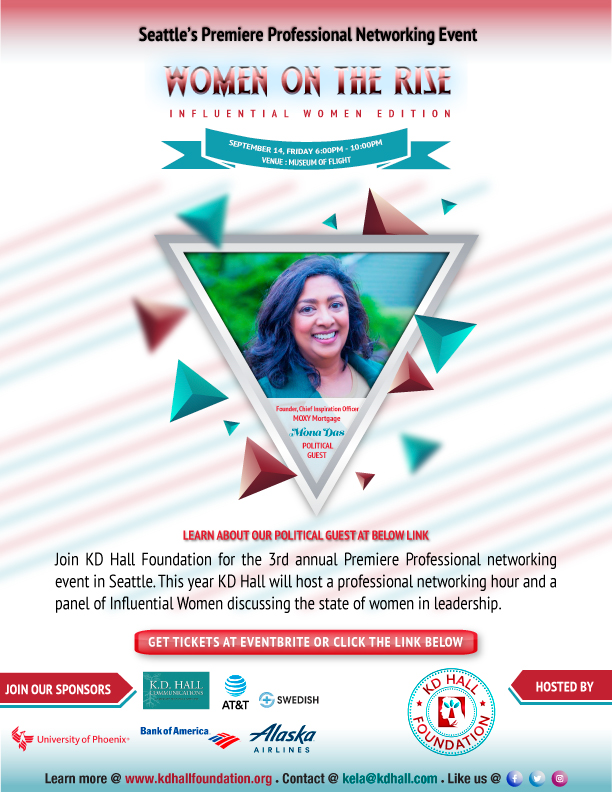 Seattle's Premiere Professional Networking Event
WOMEN ON THE RISE
INFLUENTIAL WOMEN EDITION
SEPTEMBER 14, FRIDAY 6:00PM - 10:00PM
VENUE : MUSEUM OF FLIGHT
Founder, Chief Inspiration Officer
MOXY Mortgage
Mona Das
POLITICAL
GUEST
LEARN ABOUT OUR POLITICAL GUEST AT BELOW LINK
Join KD Hall Foundation for the 3rd annual Premiere Professional networking
event in Seattle. This year KD Hall will host a professional networking hour and a
panel of Influential Women discussing the state of women in leadership.
GET TICKETS AT EVENTBRITE OR CLICK THE LINK BELOW
JOIN OUR SPONSORS
K.D. HALL
COMMUNICATIONS
AT&T
SWEDISH
University of Phoenix
Bank of America
Alaska
AIRLINES
KD HALL
FOUNDATION
HOSTED BY
Learn more @ www.kdhallfoundation.org • Contact @ kela@kdhall.com • Like us @